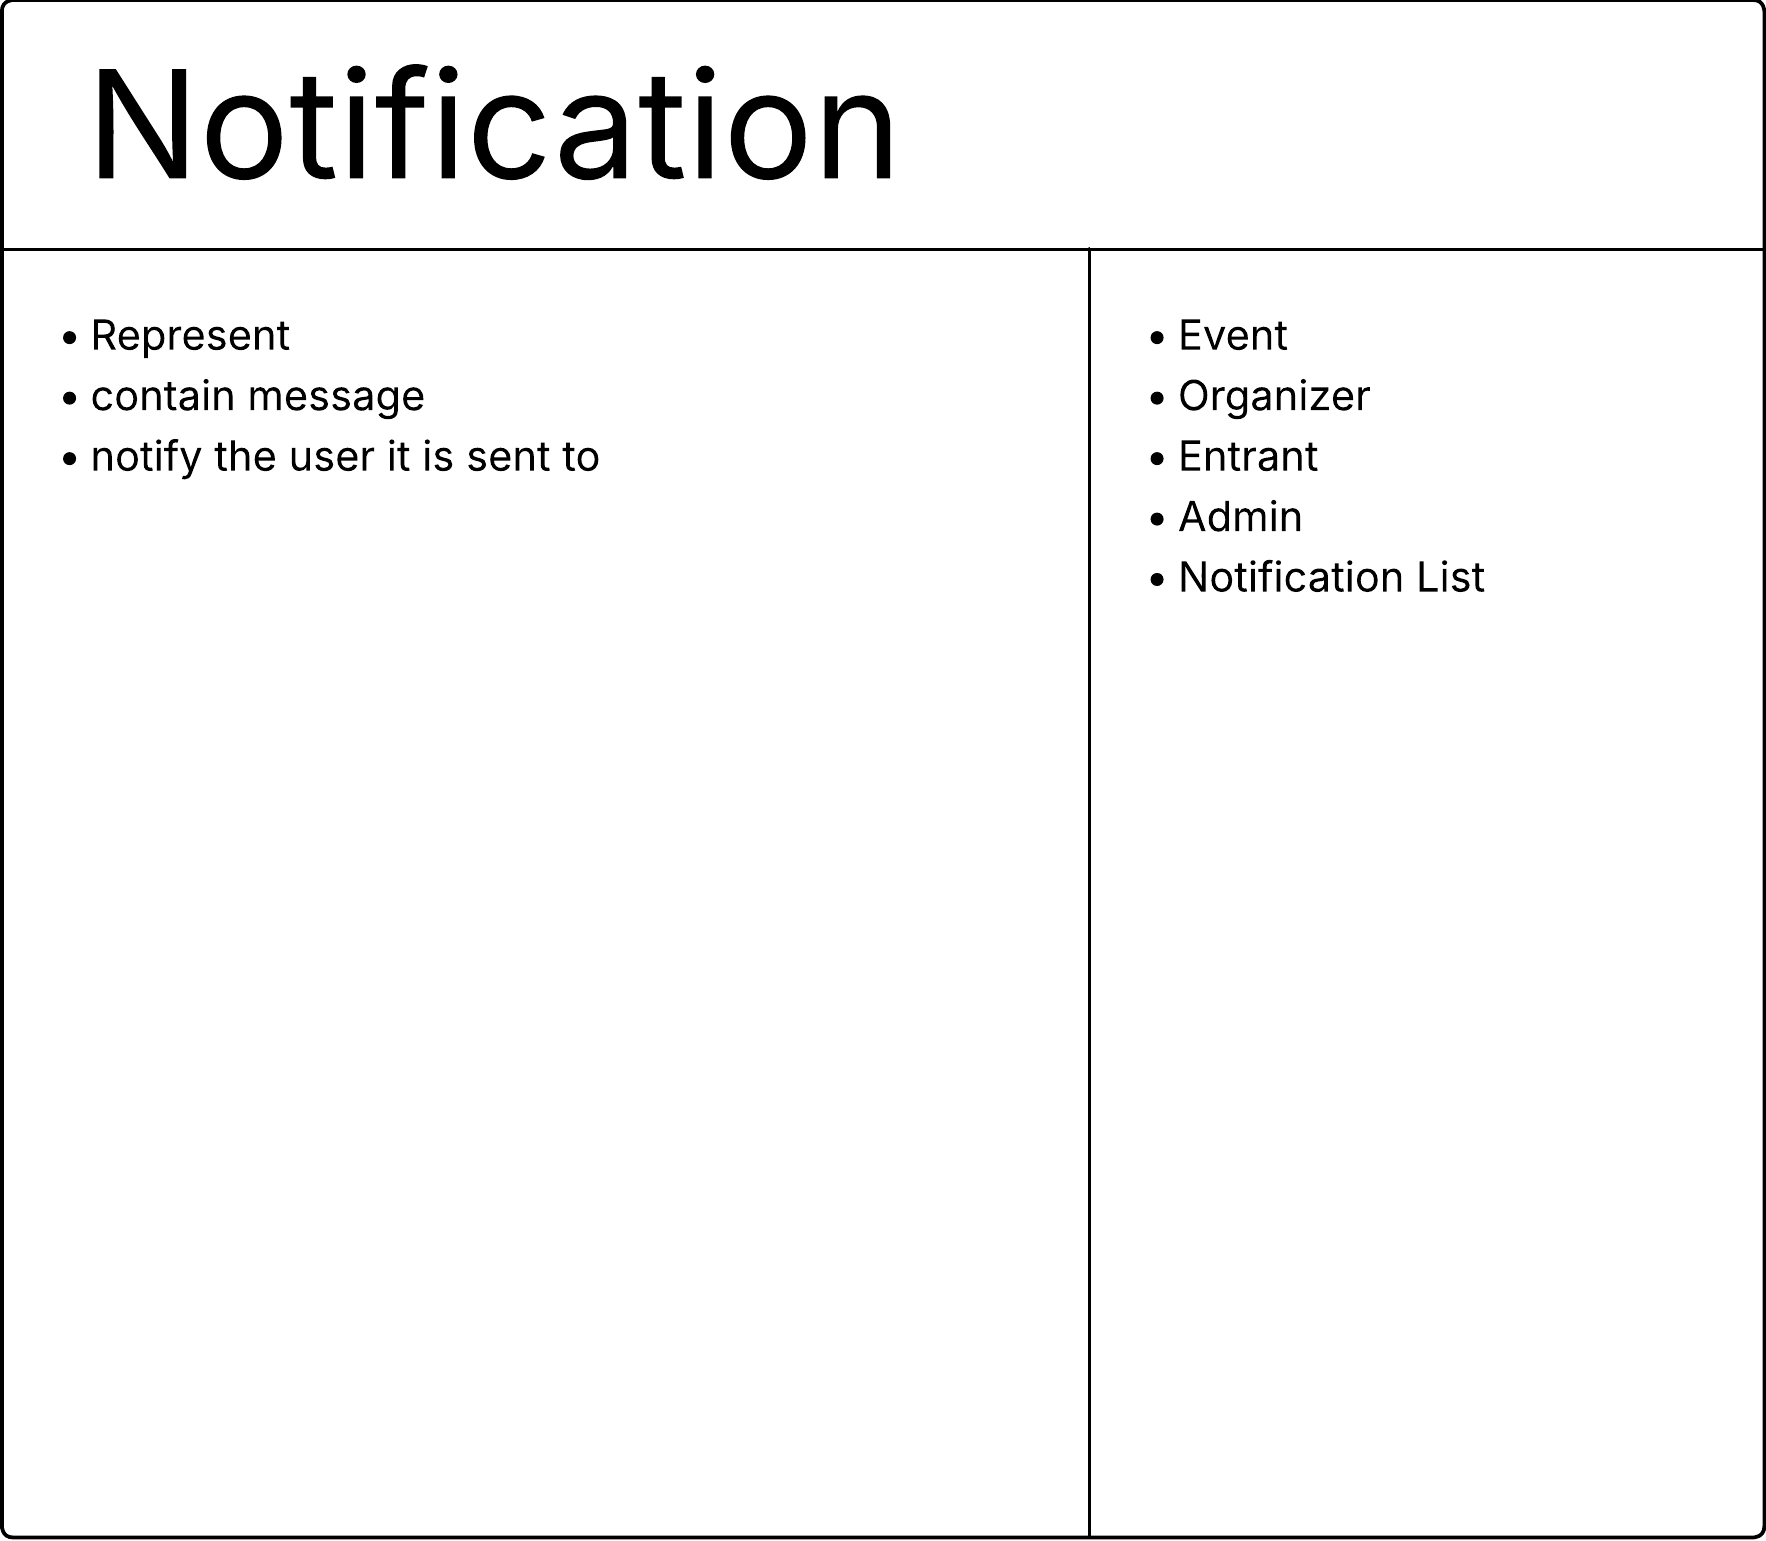 Notification
• Represent
• contain message
• notify the user it is sent to
• Event
• Organizer
• Entrant
• Admin
• Notification List